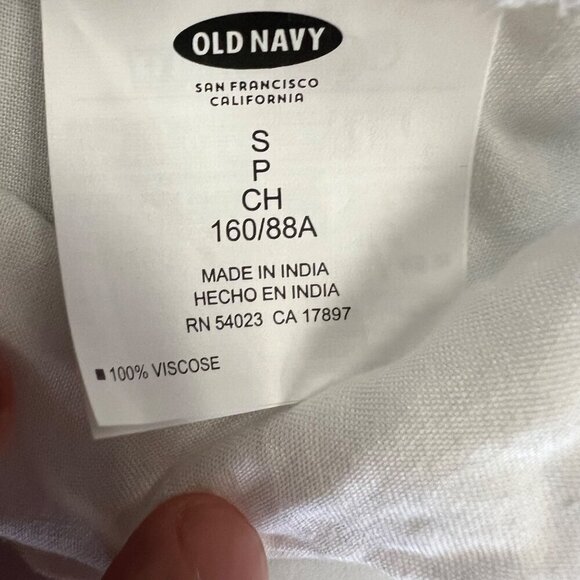 OLD NAVY
SAN FRANCISCO
CALIFORNIA
S
P
CH
160/88A
MADE IN INDIA
HECHO EN INDIA
RN 54023 CA 17897
100% VISCOSE